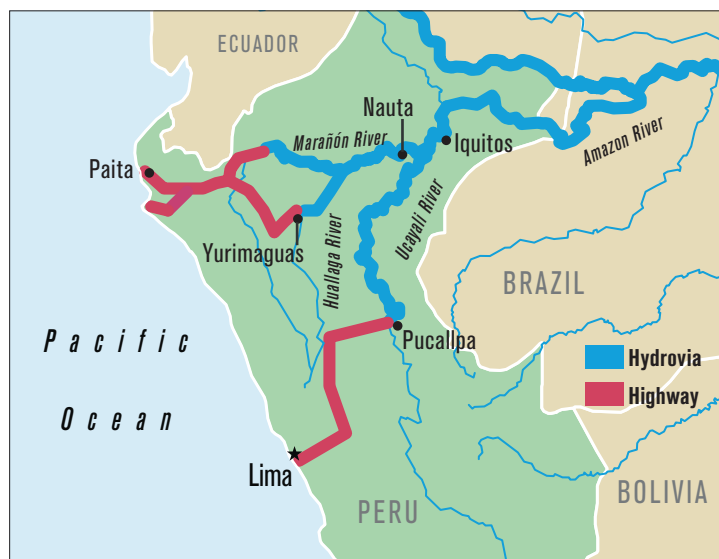 ECUADOR
Nauta
Marañón River
Iquitos
Amazon River
Paita
Ucayali River
Yurimaguas
Huallaga River
BRAZIL
Pacific
Ocean
Pucallpa
Hydrovia
Highway
Lima
BOLIVIA
PERU